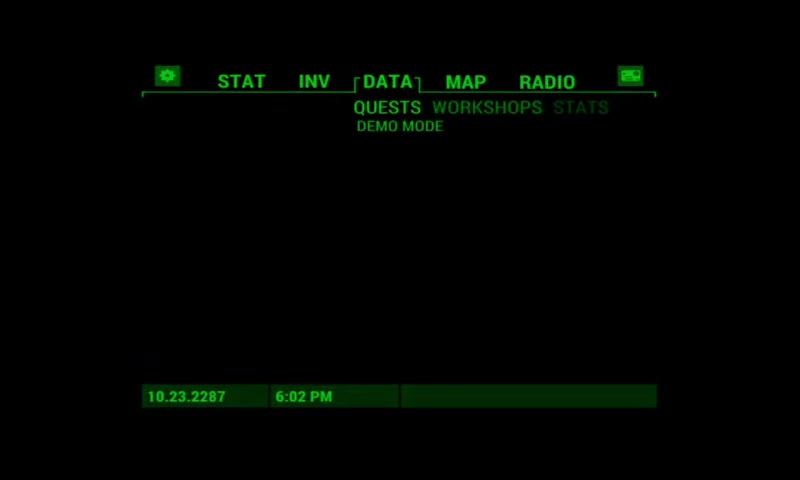 STAT INV DATA MAP RADIO
QUESTS WORKSHOPS STATS
DEMO MODE
10.23.2287 6:02 PM